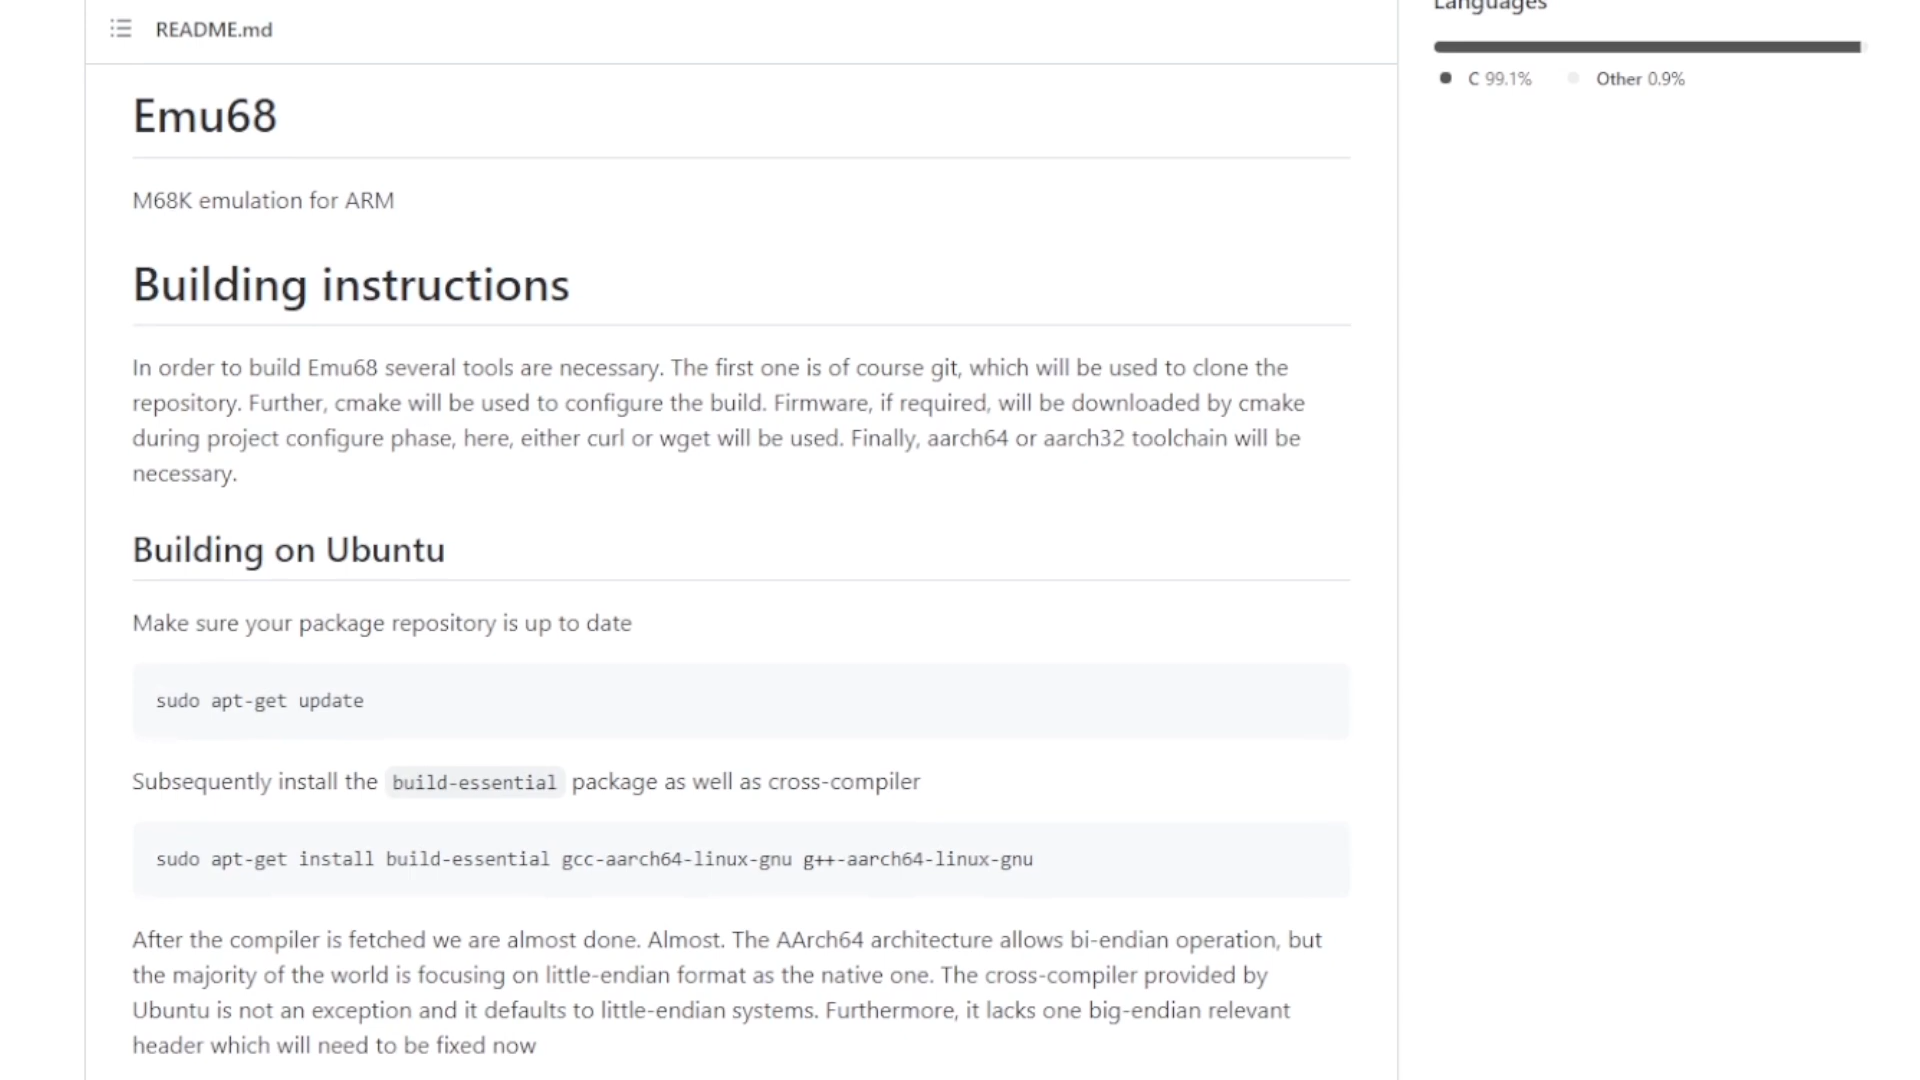 Languages
README.md
C 99.1%
Other 0.9%
Emu68
M68K emulation for ARM
Building instructions
In order to build Emu68 several tools are necessary. The first one is of course git, which will be used to clone the
repository. Further, cmake will be used to configure the build. Firmware, if required, will be downloaded by cmake
during project configure phase, here, either curl or wget will be used. Finally, aarch64 or aarch32 toolchain will be
necessary.
Building on Ubuntu
Make sure your package repository is up to date
sudo apt-get update
Subsequently install the build-essential package as well as cross-compiler
sudo apt-get install build-essential gcc-aarch64-linux-gnu g++-aarch64-linux-gnu
After the compiler is fetched we are almost done. Almost. The AArch64 architecture allows bi-endian operation, but
the majority of the world is focusing on little-endian format as the native one. The cross-compiler provided by
Ubuntu is not an exception and it defaults to little-endian systems. Furthermore, it lacks one big-endian relevant
header which will need to be fixed now